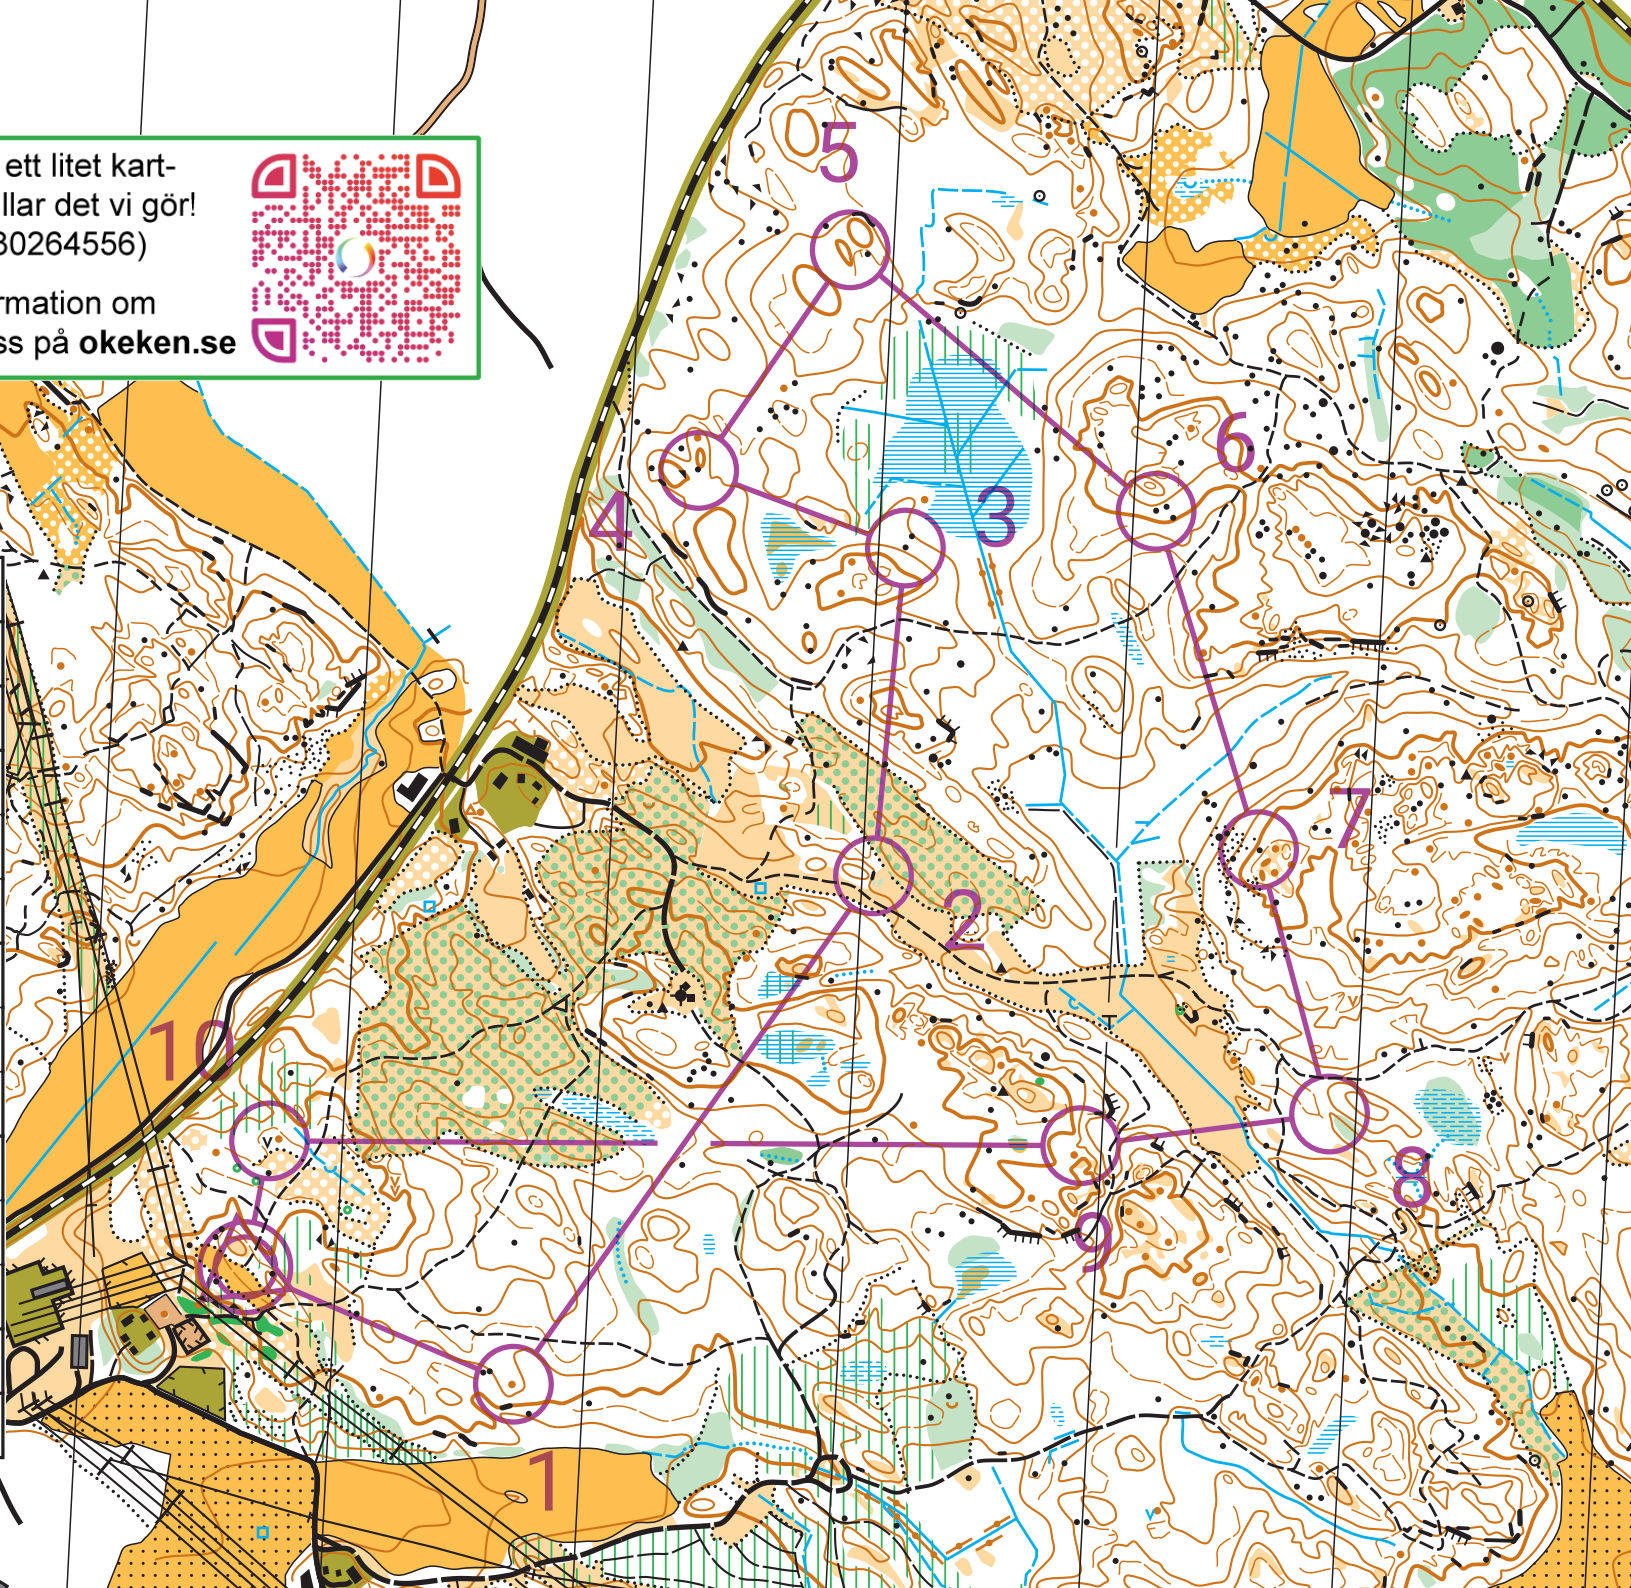 ett litet kart-
llar det vi gör!
30264556)
rmation om
ss på okeken.se
5
6
4
3
7
2
10
8
9
1